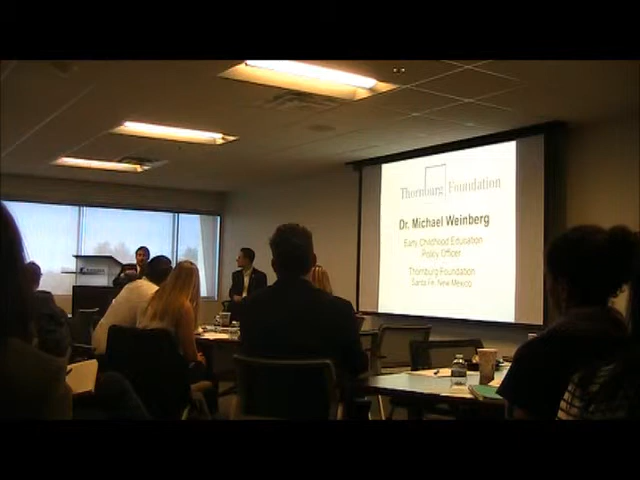 Thornburg Foundation
Dr. Michael Weinberg
Early Childhood Education
Policy Officer
Thornburg Foundation
Santa Fe, New Mexico